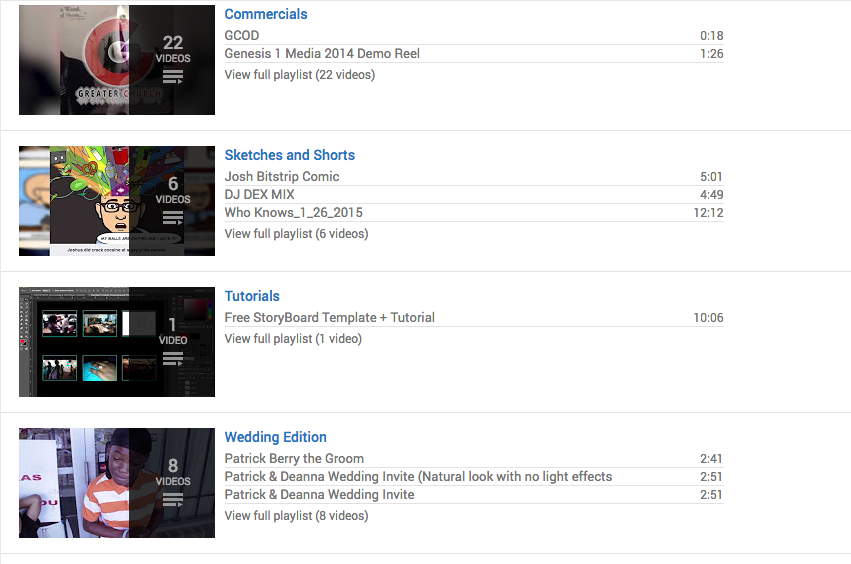 22
VIDEOS
GREATER CHURCH
Commercials
GCOD 0:18
Genesis 1 Media 2014 Demo Reel 1:26
View full playlist (22 videos)
6
VIDEOS
Sketches and Shorts
Josh Bitstrip Comic 5:01
DJ DEX MIX 4:49
Who Knows_1_26_2015 12:12
View full playlist (6 videos)
1
VIDEO
Tutorials
Free StoryBoard Template + Tutorial 10:06
View full playlist (1 video)
8
VIDEOS
Wedding Edition
Patrick Berry the Groom 2:41
Patrick & Deanna Wedding Invite (Natural look with no light effects 2:51
Patrick & Deanna Wedding Invite 2:51
View full playlist (8 videos)